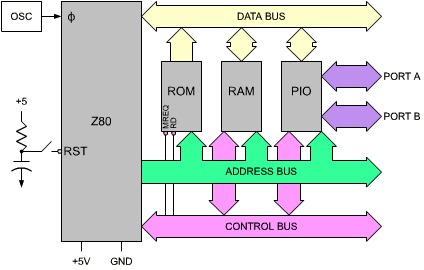 OSC
ϕ
DATA BUS
ROM
RAM
PIO
PORT A
PORT B
+5
Z80
MREQ
RD
RST
ADDRESS BUS
CONTROL BUS
+5V
GND